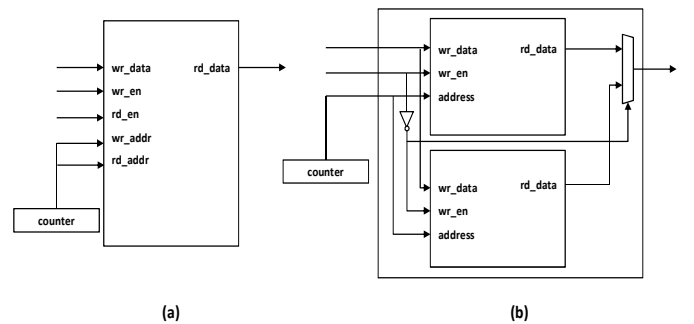 wr_data
rd_data
wr_en
rd_en
wr_addr
rd_addr
counter
(a)
wr_data
rd_data
wr_en
address
counter
wr_data
rd_data
wr_en
address
(b)